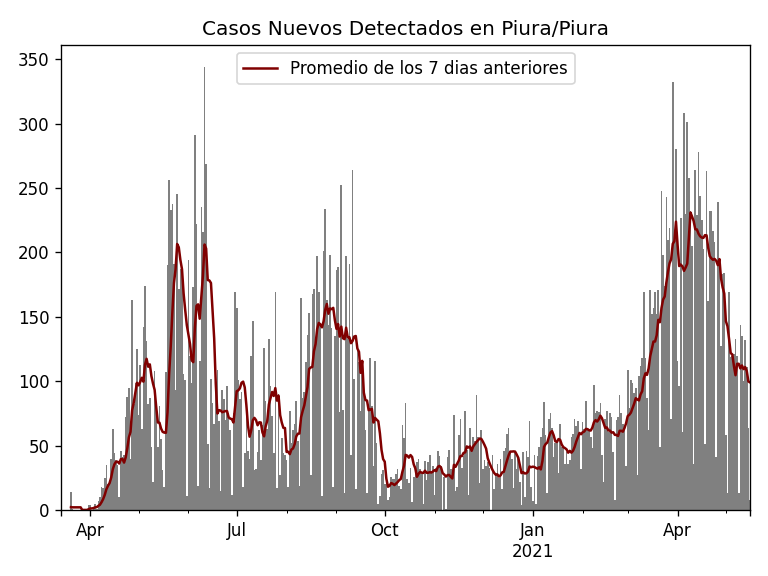 Casos Nuevos Detectados en Piura/Piura
Promedio de los 7 dias anteriores
350
300
250
200
150
100
50
0
Apr
Jul
Oct
Jan
2021
Apr